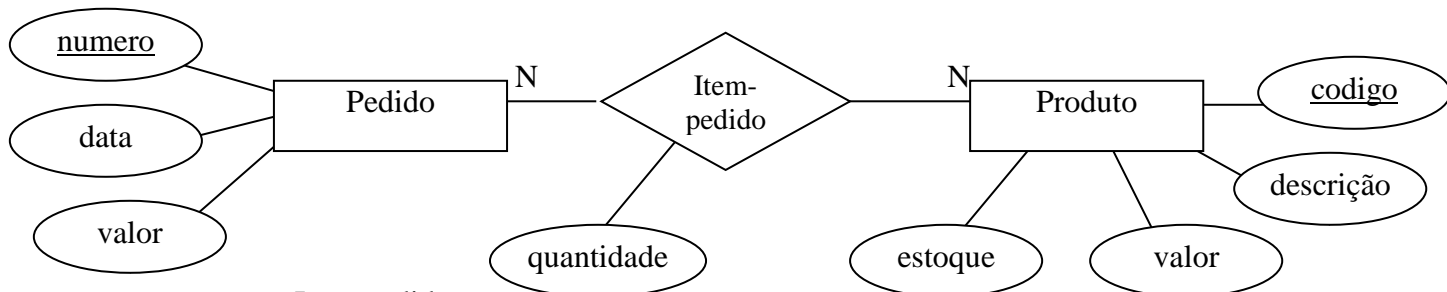 numero
Pedido
N
Item-
pedido
N
Produto
codigo
data
descrição
valor
quantidade
estoque
valor